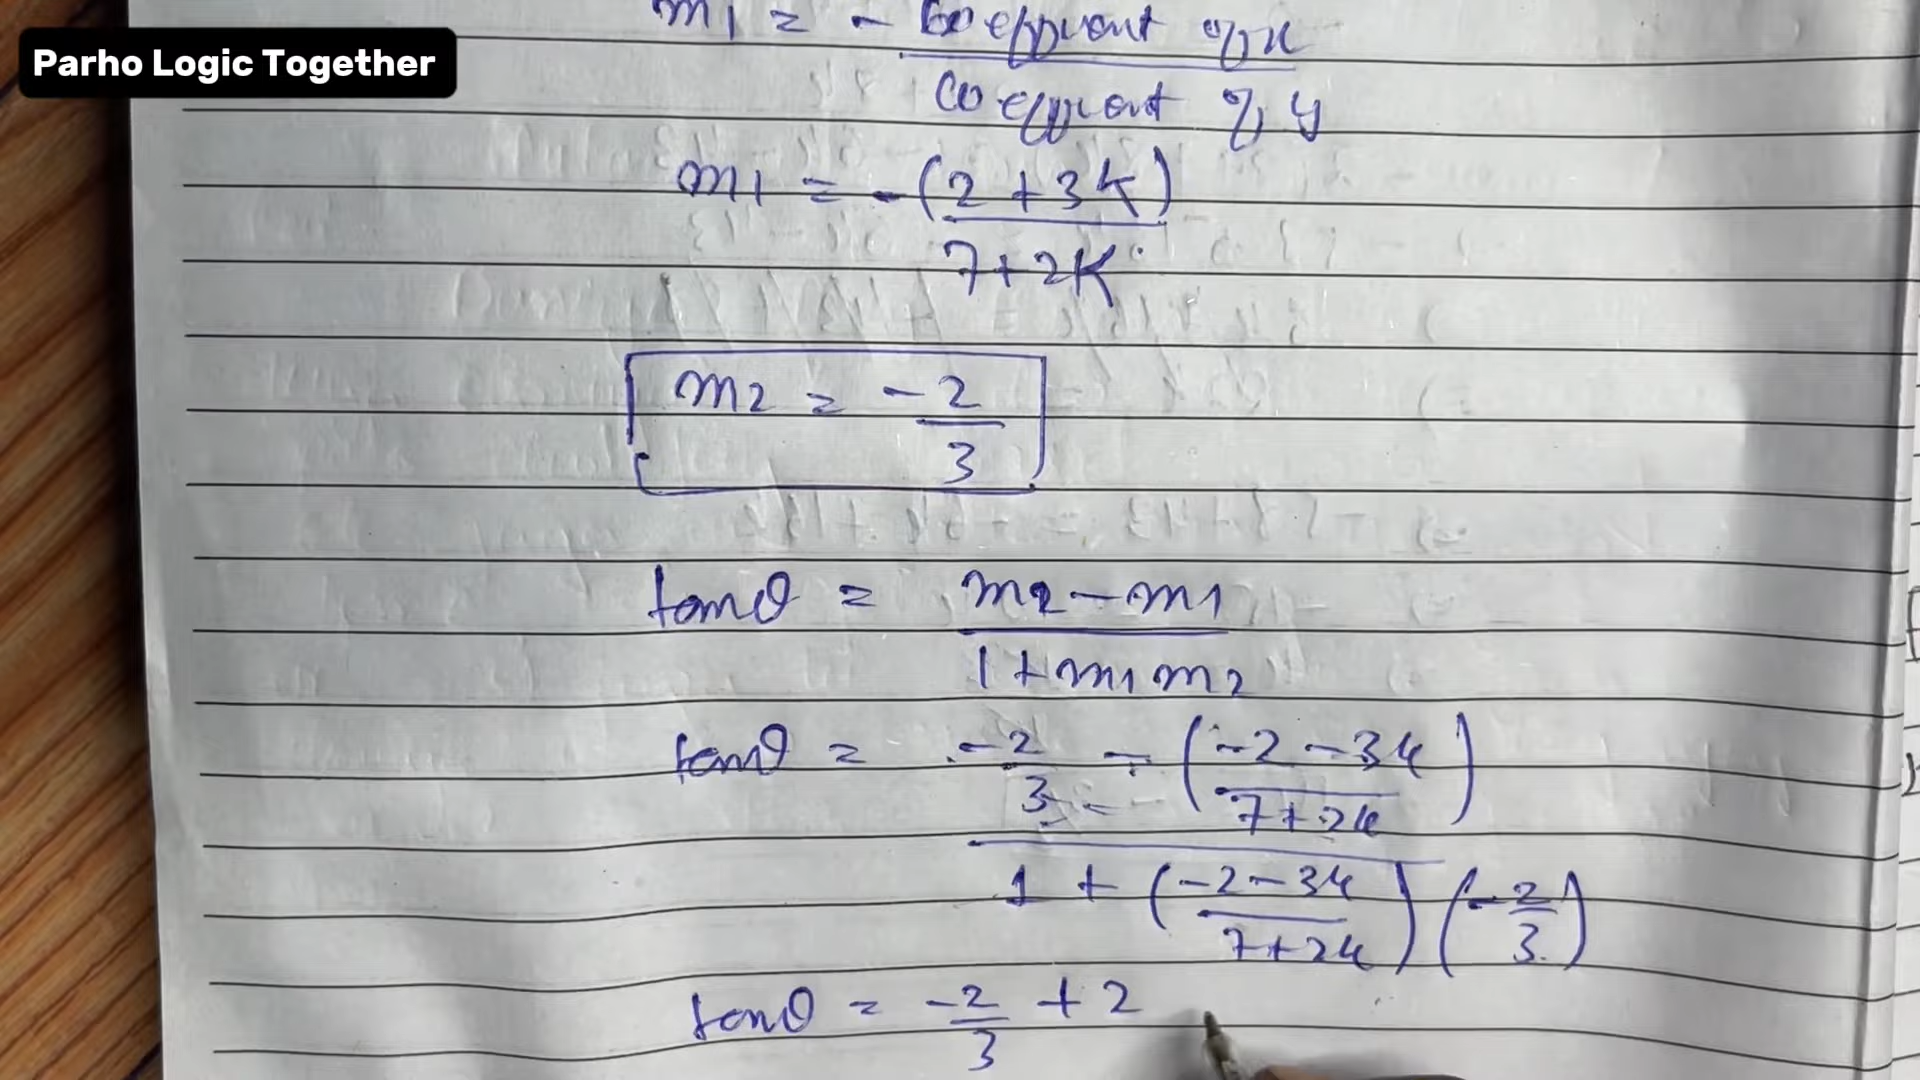 Parho Logic Together
m1 = - Coefficient of x
Coefficient of y
m1 = -(2 + 3K)
7+2K
m2 = -2
3
tanθ = m2 - m1
1 + m1 m2
tanθ = -2/3 - (-2-3k / 7+2k)
1 + (-2-3k / 7+2k) (-2/3)
tanθ = -2/3 + 2